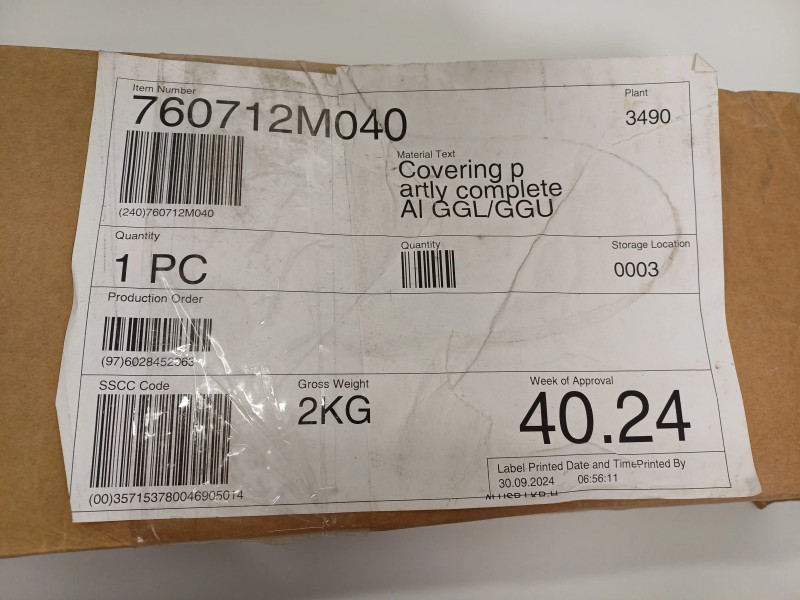 Item Number
760712M040
(240)760712M040
Plant
3490
Material Text
Covering p
artly complete
Al GGL/GGU
Quantity
1 PC
Quantity
Storage Location
0003
Production Order
(97)6028452063
SSCC Code
(00)357153780046905014
Gross Weight
2KG
Week of Approval
40.24
Label Printed Date and Time Printed By
30.09.2024 06:56:11